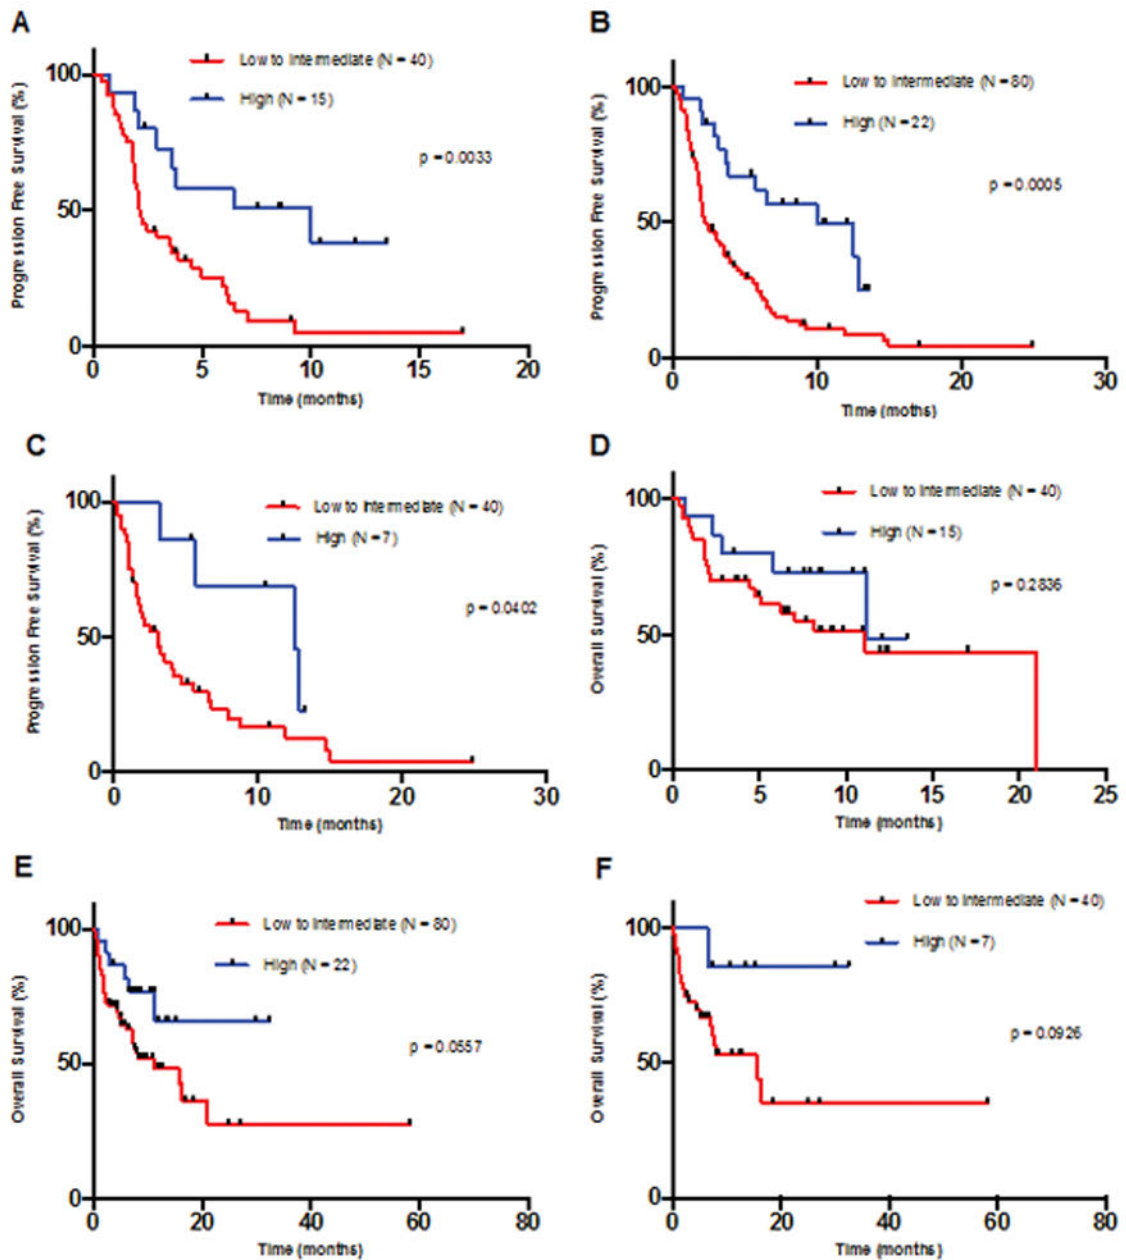 A
Low to Intermediate (N = 40)
High (N = 15)
p = 0.0033
Progression Free Survival (%)
100
50
0
0 5 10 15 20
Time (months)
B
Low to Intermediate (N = 80)
High (N = 22)
p = 0.0005
Progression Free Survival (%)
100
50
0
0 10 20 30
Time (moths)
C
Low to Intermediate (N = 40)
High (N = 7)
p = 0.0402
Progression Free Survival (%)
100
50
0
0 10 20 30
Time (months)
D
Low to Intermediate (N = 40)
High (N = 15)
p = 0.2836
Overall Survival (%)
100
50
0
0 5 10 15 20 25
Time (months)
E
Low to Intermediate (N = 80)
High (N = 22)
p = 0.0557
Overall Survival (%)
100
50
0
0 20 40 60 80
Time (months)
F
Low to Intermediate (N = 40)
High (N = 7)
p = 0.0926
Overall Survival (%)
100
50
0
0 20 40 60 80
Time (months)